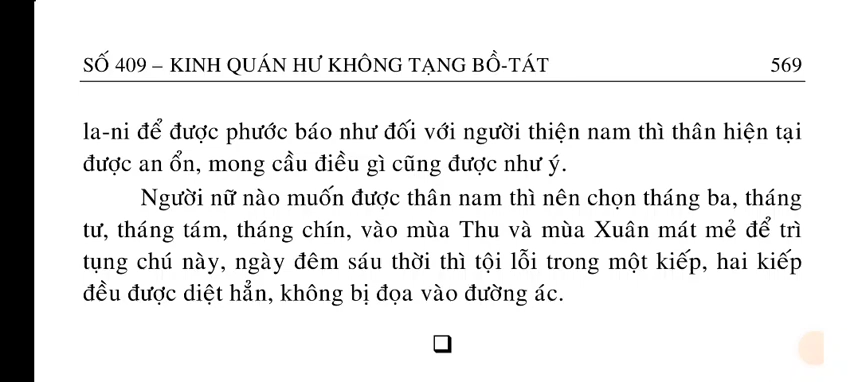 SỐ 409 – KINH QUÁN HƯ KHÔNG TẠNG BỒ-TÁT 569
la-ni để được phước báo như đối với người thiện nam thì thân hiện tại
được an ổn, mong cầu điều gì cũng được như ý.
Người nữ nào muốn được thân nam thì nên chọn tháng ba, tháng
tư, tháng tám, tháng chín, vào mùa Thu và mùa Xuân mát mẻ để trì
tụng chú này, ngày đêm sáu thời thì tội lỗi trong một kiếp, hai kiếp
đều được diệt hẳn, không bị đọa vào đường ác.